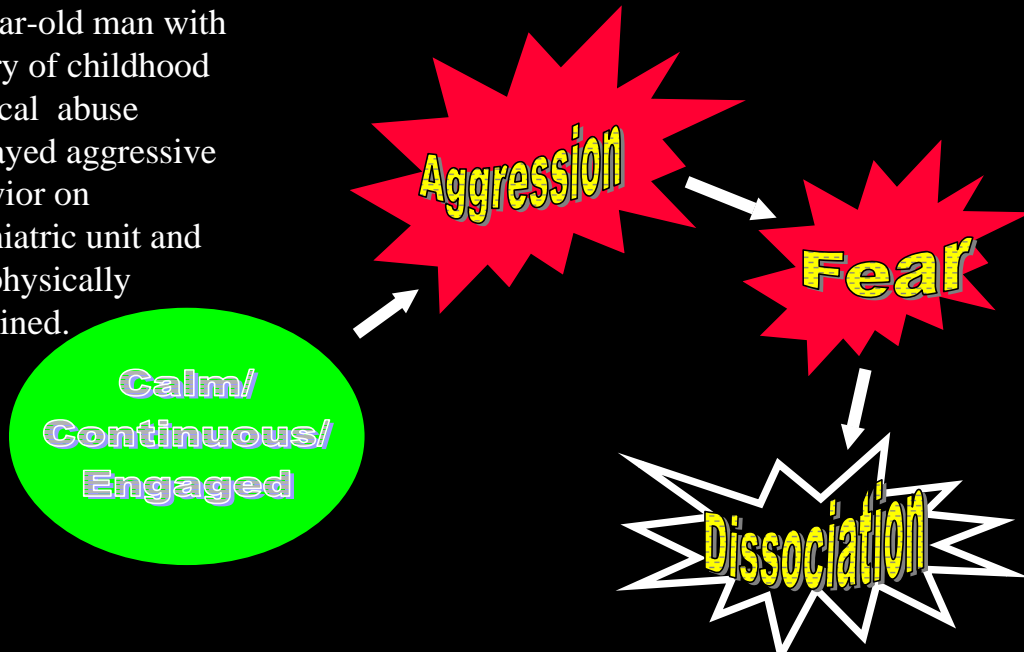 ar-old man with
ry of childhood
cal abuse
ayed aggressive
vior on
niatric unit and
physically
ined.
Aggression
Fear
Calm/
Continuous/
Engaged
Dissociation